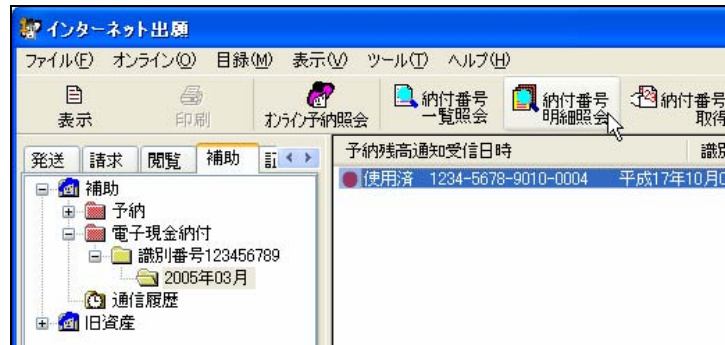 インターネット出願
ファイル(F) オンライン(O) 目録(M) 表示(V) ツール(T) ヘルプ(H)
表示
印刷
オンライン予納照会
納付番号
一覧照会
納付番号
明細照会
納付番号
取得
発送 請求 閲覧 補助
予納残高通知受信日時 識別
使用済 1234-5678-9010-0004 平成17年10月0
補助
予納
電子現金納付
識別番号123456789
2005年03月
通信履歴
旧資産